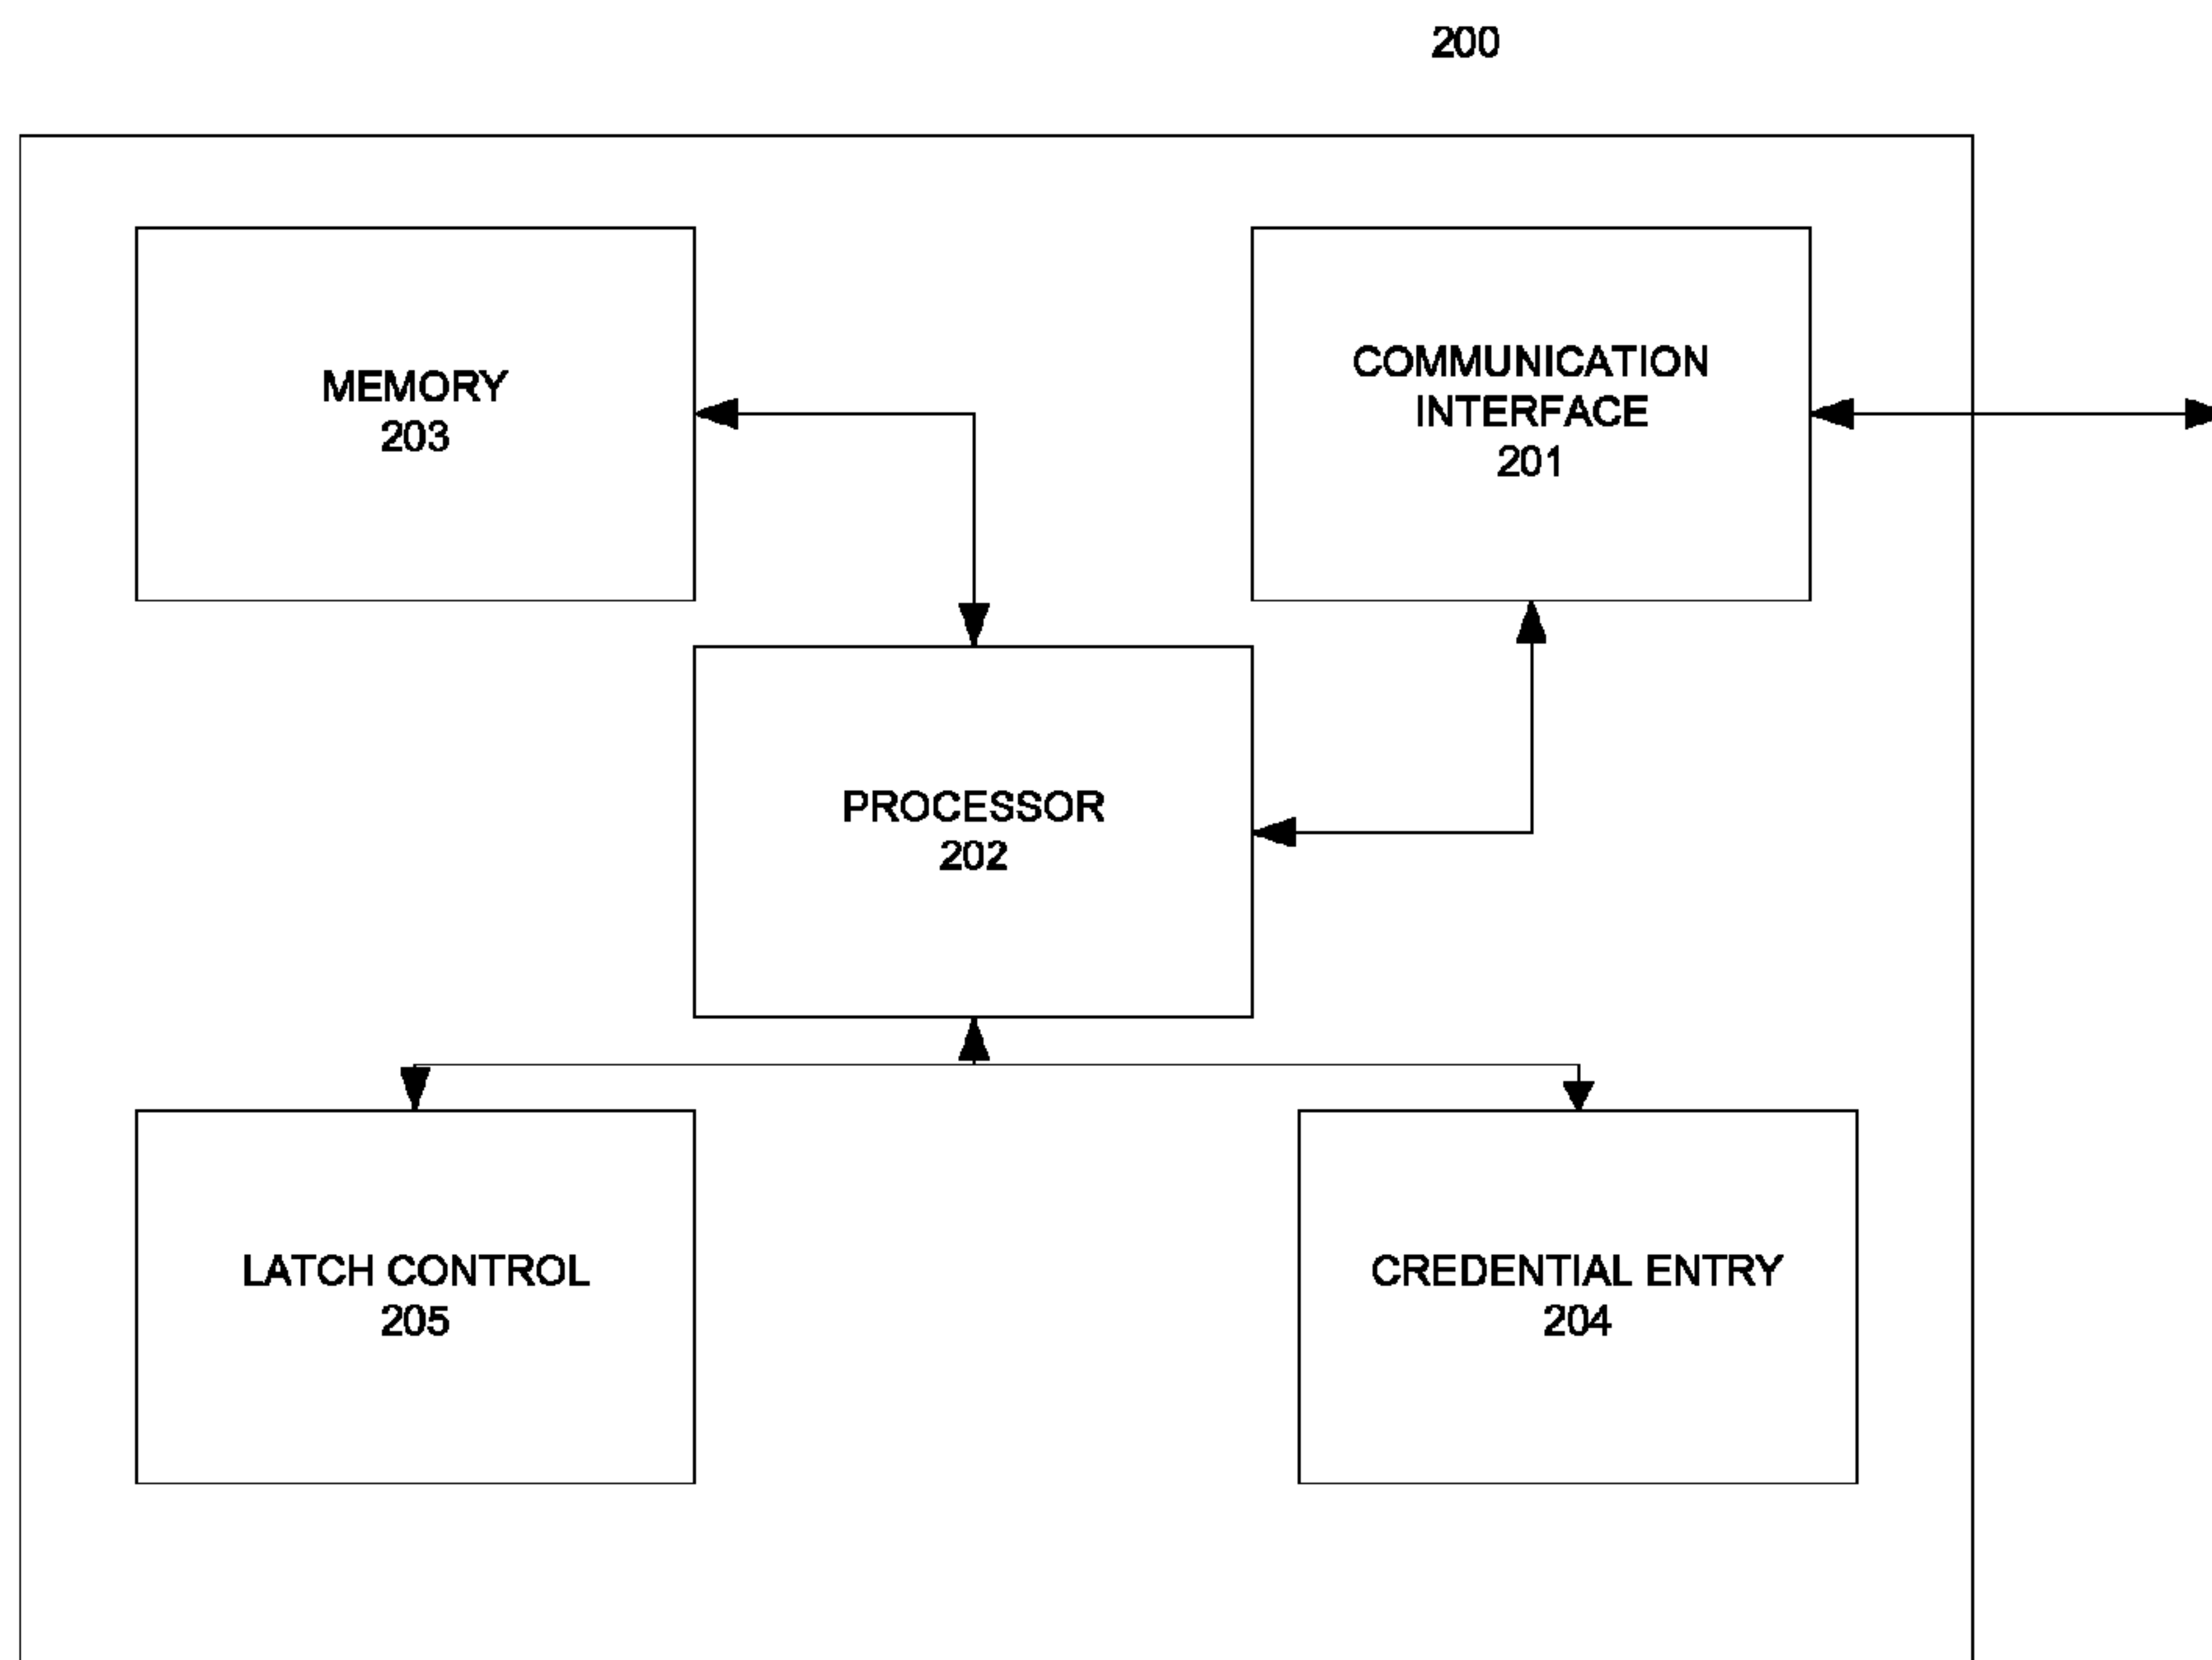 200
MEMORY
203
COMMUNICATION
INTERFACE
201
PROCESSOR
202
LATCH CONTROL
205
CREDENTIAL ENTRY
204